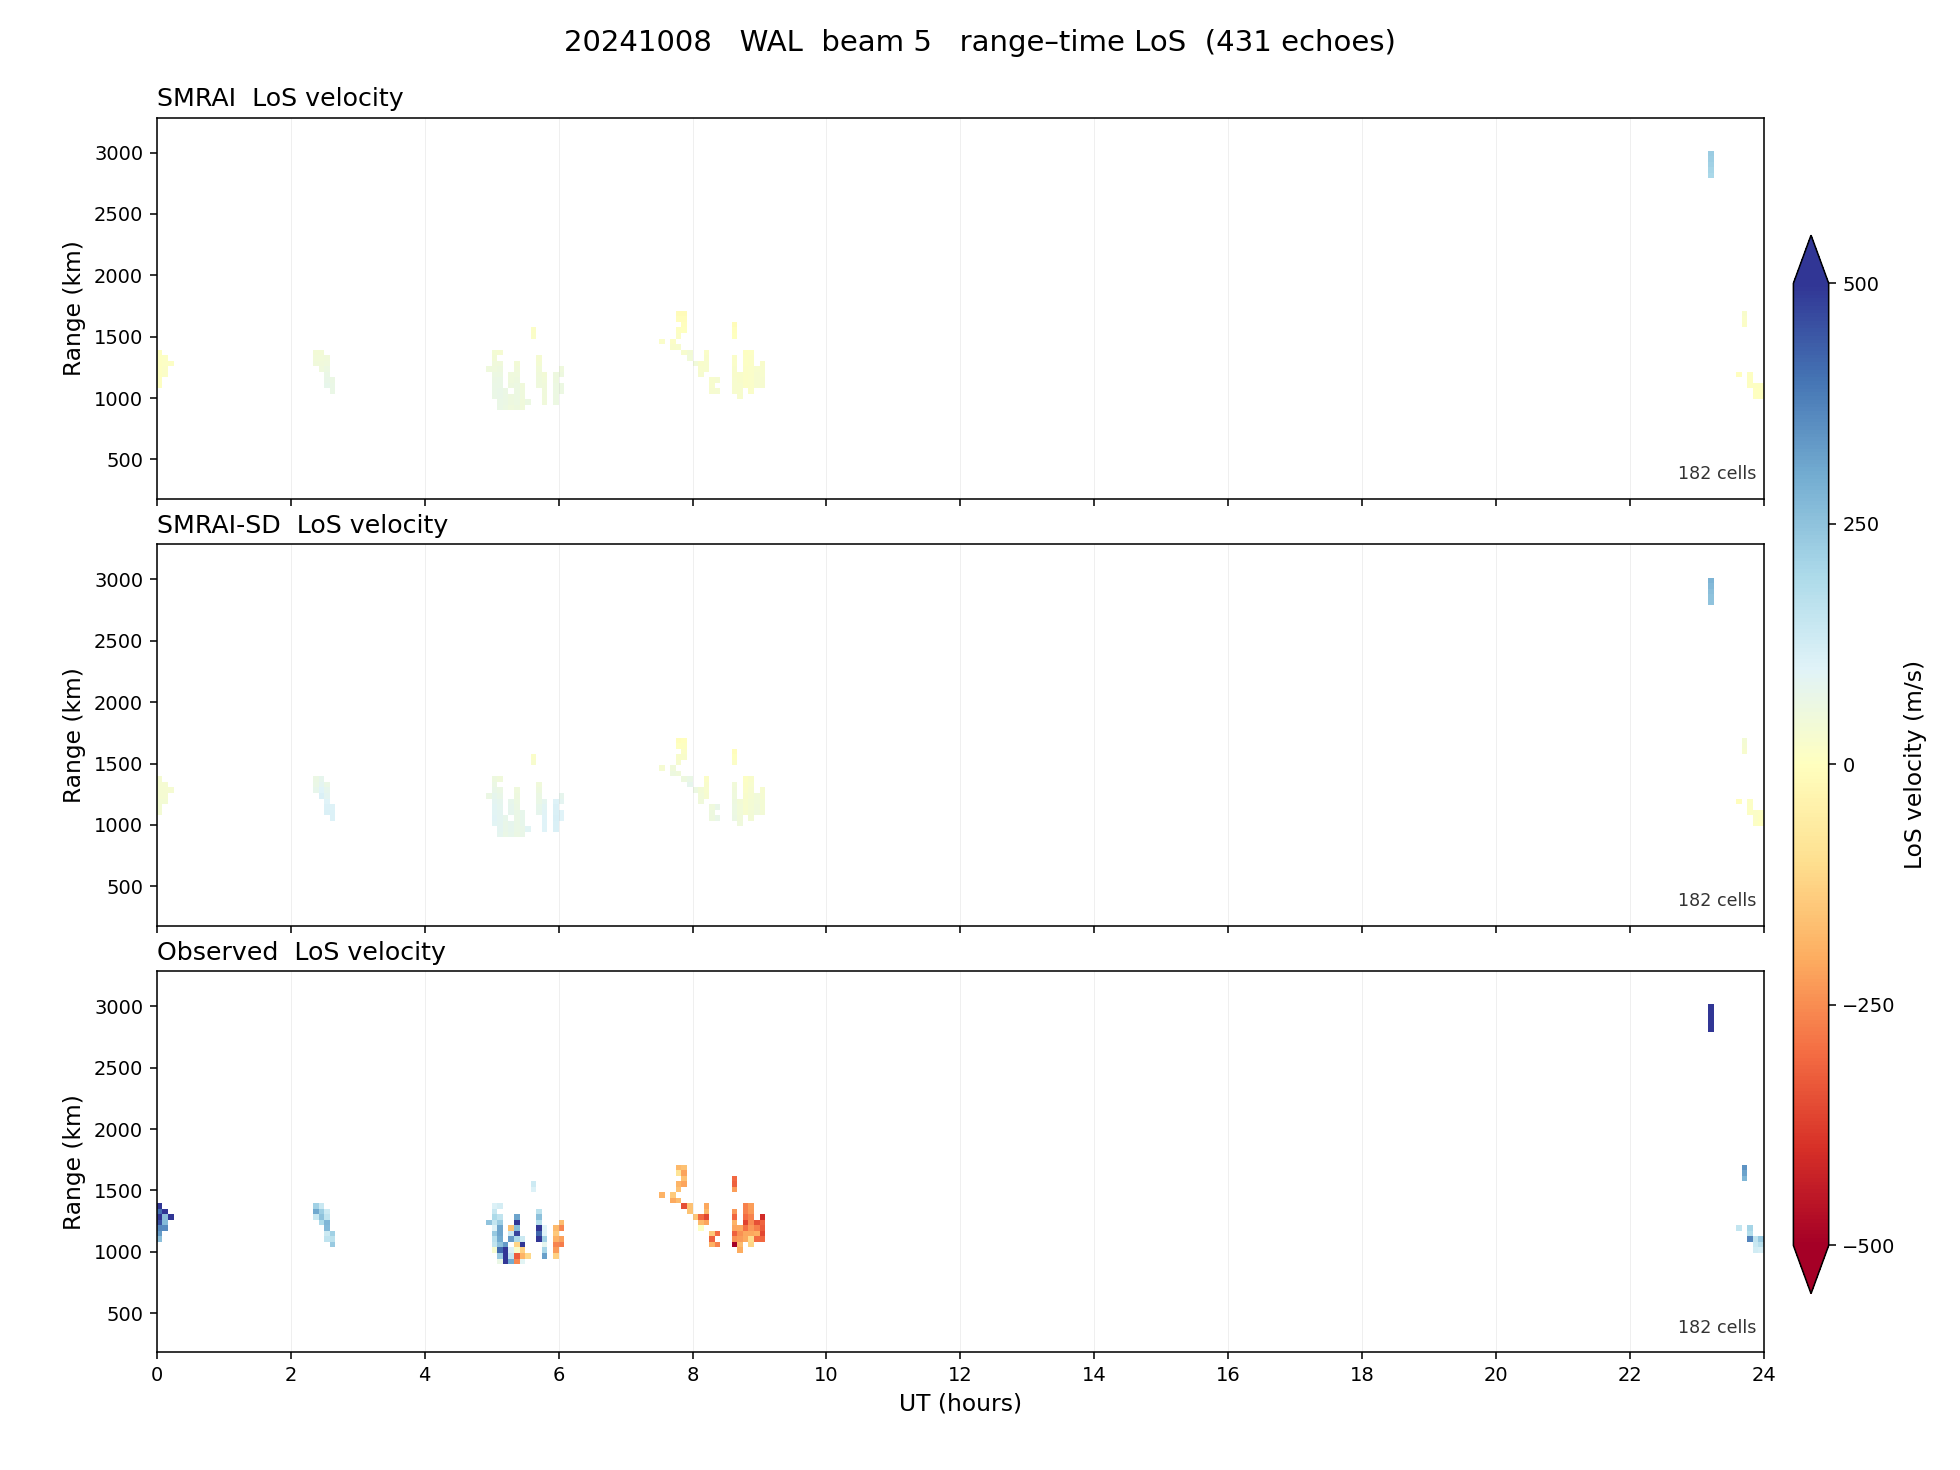 20241008   WAL  beam 5   range–time LoS  (431 echoes)
SMRAI  LoS velocity
3000
2500
2000
1500
1000
500
Range (km)
182 cells
SMRAI-SD  LoS velocity
3000
2500
2000
1500
1000
500
Range (km)
182 cells
Observed  LoS velocity
3000
2500
2000
1500
1000
500
Range (km)
182 cells
0 2 4 6 8 10 12 14 16 18 20 22 24
UT (hours)
500
250
0
−250
−500
LoS velocity (m/s)